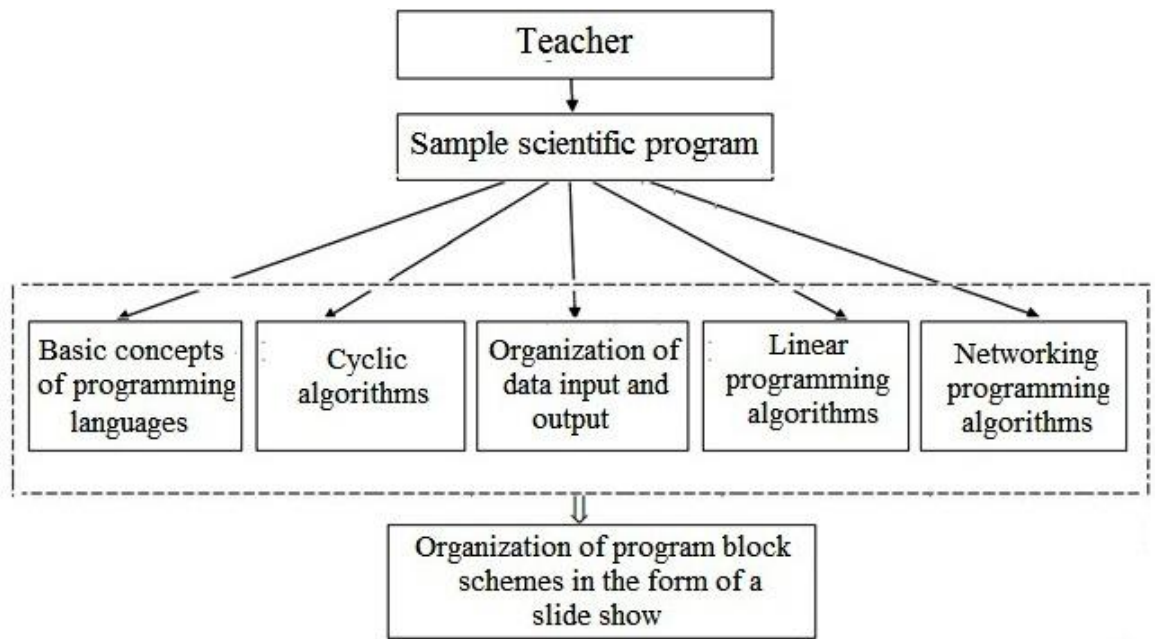 Teacher
Sample scientific program
Basic concepts
of programming
languages
Cyclic
algorithms
Organization of
data input and
output
Linear
programming
algorithms
Networking
programming
algorithms
Organization of program block
schemes in the form of a
slide show